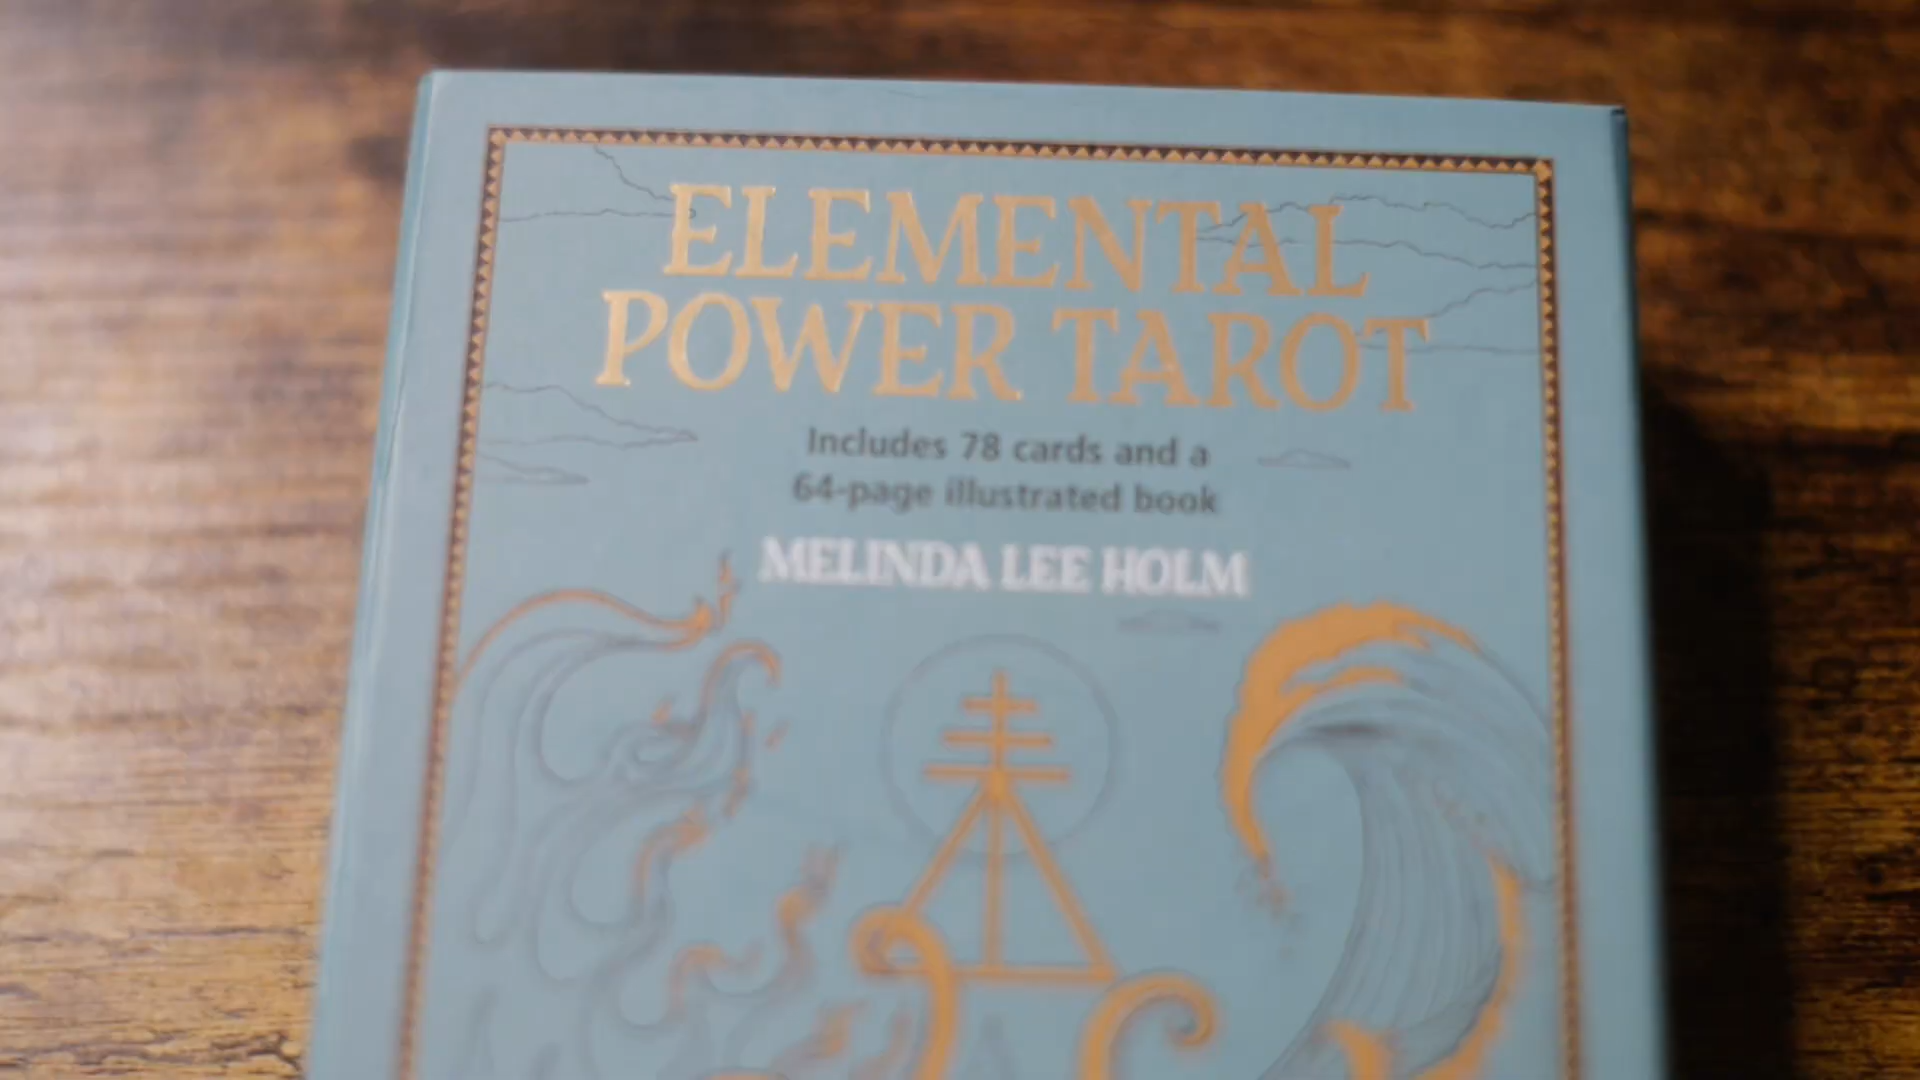 ELEMENTAL
POWER TAROT
Includes 78 cards and a
64-page illustrated book
MELINDA LEE HOLM